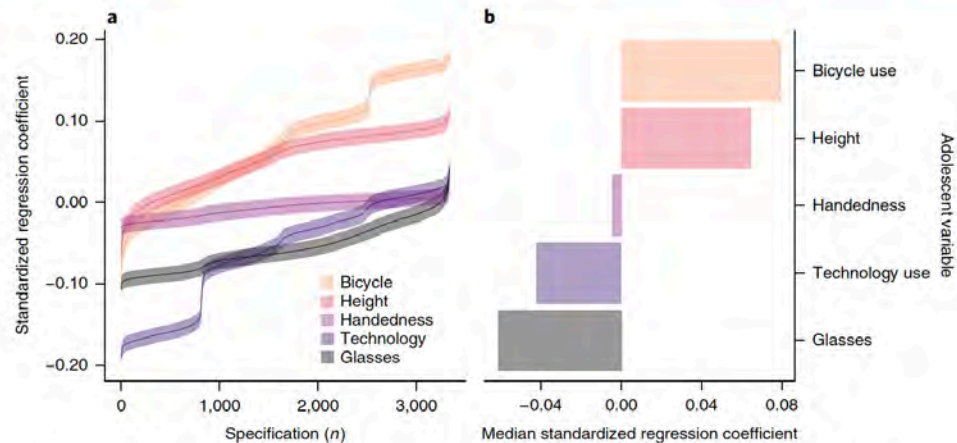 a
0.20
0.10
0.00
−0.10
−0.20
Standardized regression coefficient
Bicycle
Height
Handedness
Technology
Glasses
0 1,000 2,000 3,000
Specification (n)
b
Bicycle use
Height
Handedness
Technology use
Glasses
Adolescent variable
−0.04 0.00 0.04 0.08
Median standardized regression coefficient